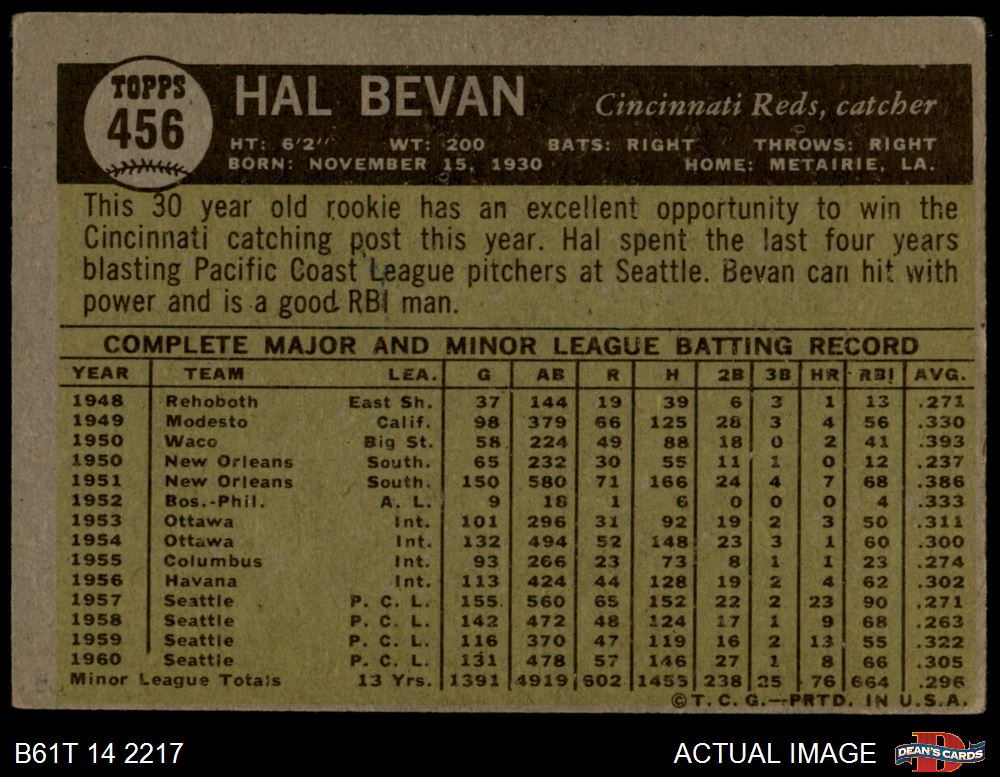 TOPPS
456
HAL BEVAN
Cincinnati Reds, catcher
HT: 6'2" WT: 200 BATS: RIGHT THROWS: RIGHT
BORN: NOVEMBER 15, 1930 HOME: METAIRIE, LA.
This 30 year old rookie has an excellent opportunity to win the
Cincinnati catching post this year. Hal spent the last four years
blasting Pacific Coast League pitchers at Seattle. Bevan can hit with
power and is a good RBI man.
COMPLETE MAJOR AND MINOR LEAGUE BATTING RECORD
YEAR TEAM LEA. G AB R H 2B 3B HR RBI AVG.
1948 Rehoboth East Sh. 37 144 19 39 6 3 1 13 .271
1949 Modesto Calif. 98 379 66 125 28 3 4 56 .330
1950 Waco Big St. 58 224 49 88 18 0 2 41 .393
1950 New Orleans South. 65 232 30 55 11 1 0 12 .237
1951 New Orleans South. 150 580 71 166 24 4 7 68 .386
1952 Bos.-Phil. A. L. 9 18 1 6 0 0 0 4 .333
1953 Ottawa Int. 101 296 31 92 19 2 3 50 .311
1954 Ottawa Int. 132 494 52 148 23 3 1 60 .300
1955 Columbus Int. 93 266 23 73 8 1 1 23 .274
1956 Havana Int. 113 424 44 128 19 2 4 62 .302
1957 Seattle P. C. L. 155 560 65 152 22 2 23 90 .271
1958 Seattle P. C. L. 142 472 48 124 17 1 9 68 .263
1959 Seattle P. C. L. 116 370 47 119 16 2 13 55 .322
1960 Seattle P. C. L. 131 478 57 146 27 1 8 66 .305
Minor League Totals 13 Yrs. 1391 4919 602 1455 238 25 76 664 .296
©T. C. G.—PRTD. IN U.S.A.
B61T 14 2217 ACTUAL IMAGE DEAN'S CARDS